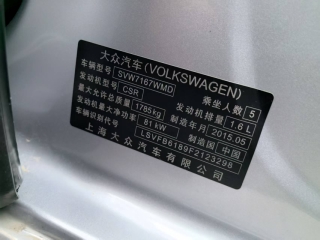 大众汽车(VOLKSWAGEN)
车辆型号 SVW7167WMD 乘坐人数 5
发动机型号 CSR 发动机排量 1.6 L
最大允许总质量 1785kg 制造年月 2015.05
发动机最大净功率 81 kW 制造国 中国
车辆识别代号 LSVFB6189F2123298
上海大众汽车有限公司